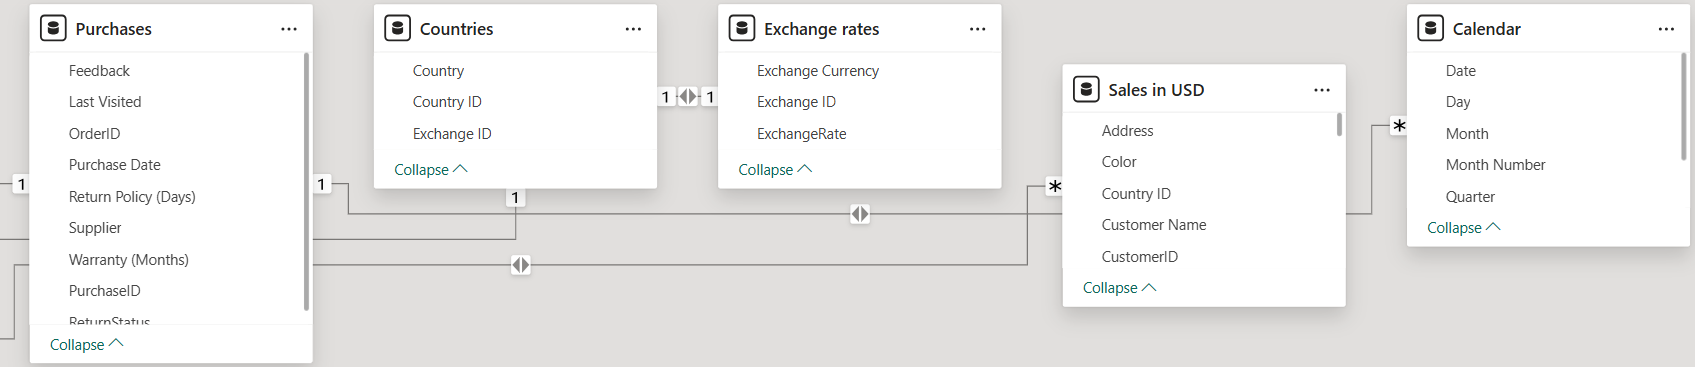 Purchases
Feedback
Last Visited
OrderID
Purchase Date
Return Policy (Days)
Supplier
Warranty (Months)
PurchaseID
ReturnStatus
Collapse
1
1
Countries
Country
Country ID
Exchange ID
Collapse
1
1
1
Exchange rates
Exchange Currency
Exchange ID
ExchangeRate
Collapse
*
Sales in USD
Address
Color
Country ID
Customer Name
CustomerID
Collapse
*
Calendar
Date
Day
Month
Month Number
Quarter
Collapse